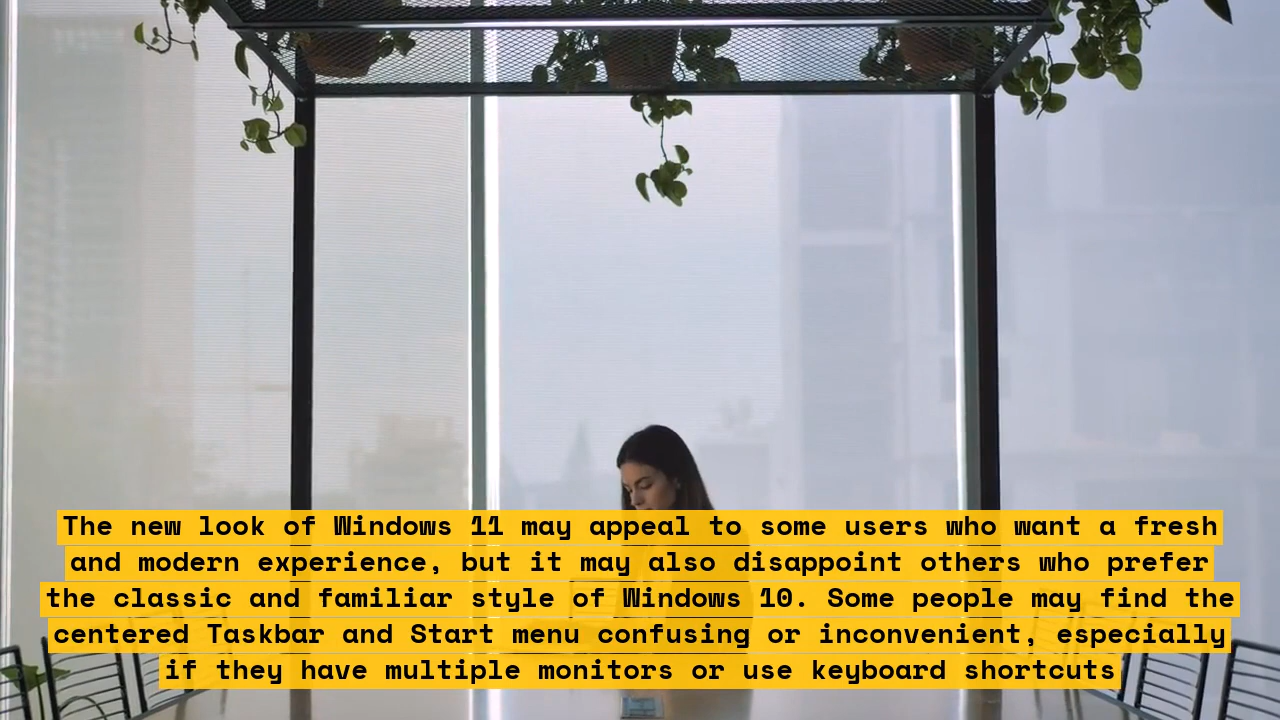 The new look of Windows 11 may appeal to some users who want a fresh
and modern experience, but it may also disappoint others who prefer
the classic and familiar style of Windows 10. Some people may find the
centered Taskbar and Start menu confusing or inconvenient, especially
if they have multiple monitors or use keyboard shortcuts